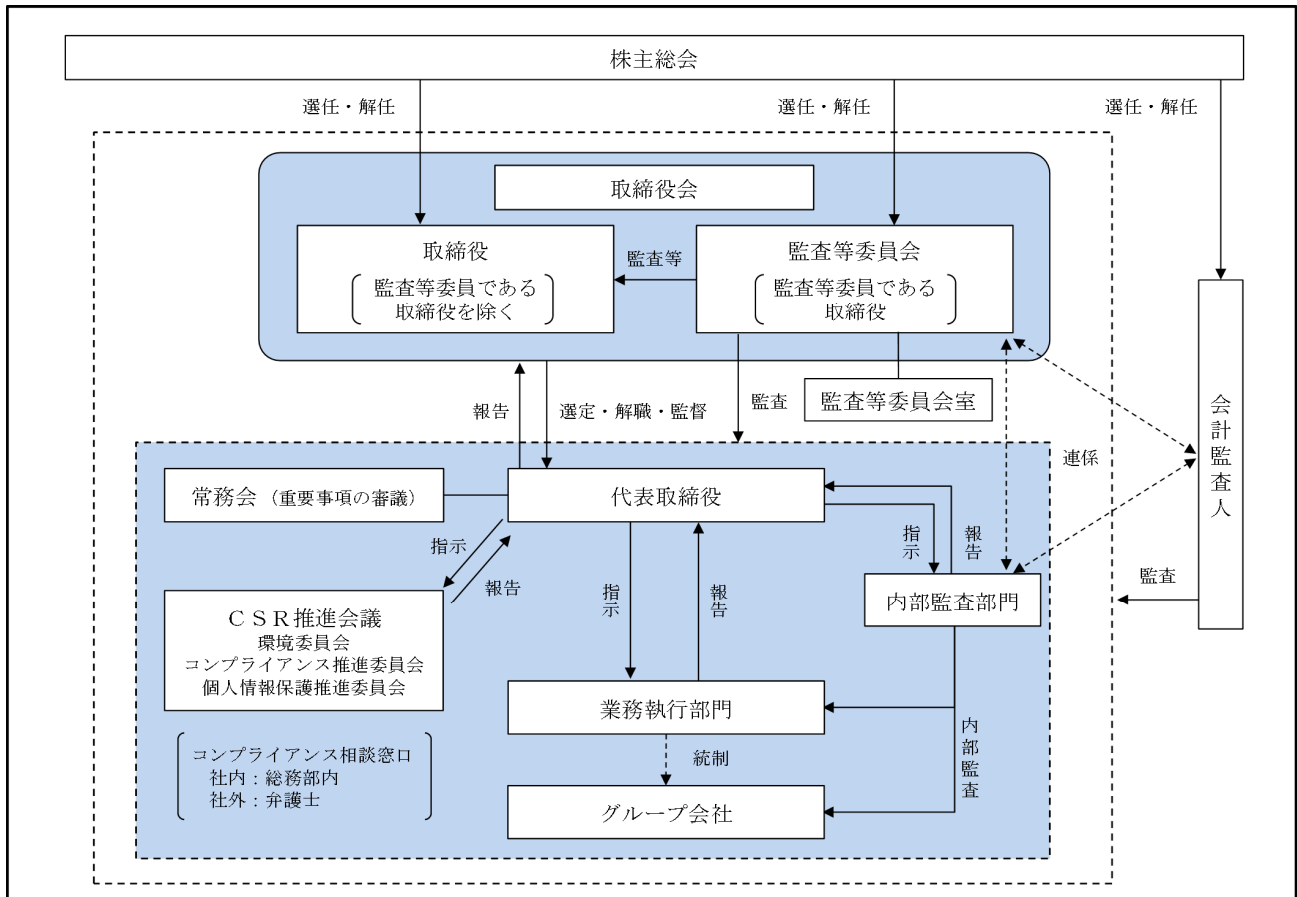 株主総会
選任・解任
選任・解任
選任・解任
取締役会
取締役
監査等委員である
取締役を除く
監査等
監査等委員会
監査等委員である
取締役
報告
選定・解職・監督
監査
監査等委員会室
連係
会計監査人
監査
常務会（重要事項の審議）
代表取締役
指示
報告
指示
報告
指示
報告
内部監査部門
ＣＳＲ推進会議
環境委員会
コンプライアンス推進委員会
個人情報保護推進委員会
業務執行部門
内部監査
コンプライアンス相談窓口
社内：総務部内
社外：弁護士
統制
グループ会社